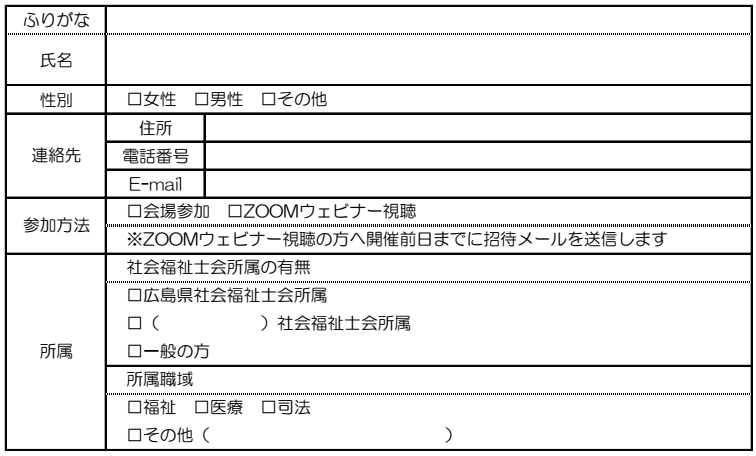 ふりがな
氏名
性別 □女性 □男性 □その他
連絡先 住所
電話番号
E-mail
参加方法 □会場参加 □ZOOMウェビナー視聴
※ZOOMウェビナー視聴の方へ開催前日までに招待メールを送信します
所属 社会福祉士会所属の有無
□広島県社会福祉士会所属
□（　　　　　　）社会福祉士会所属
□一般の方
所属職域
□福祉 □医療 □司法
□その他（　　　　　　　　　　　　　　）